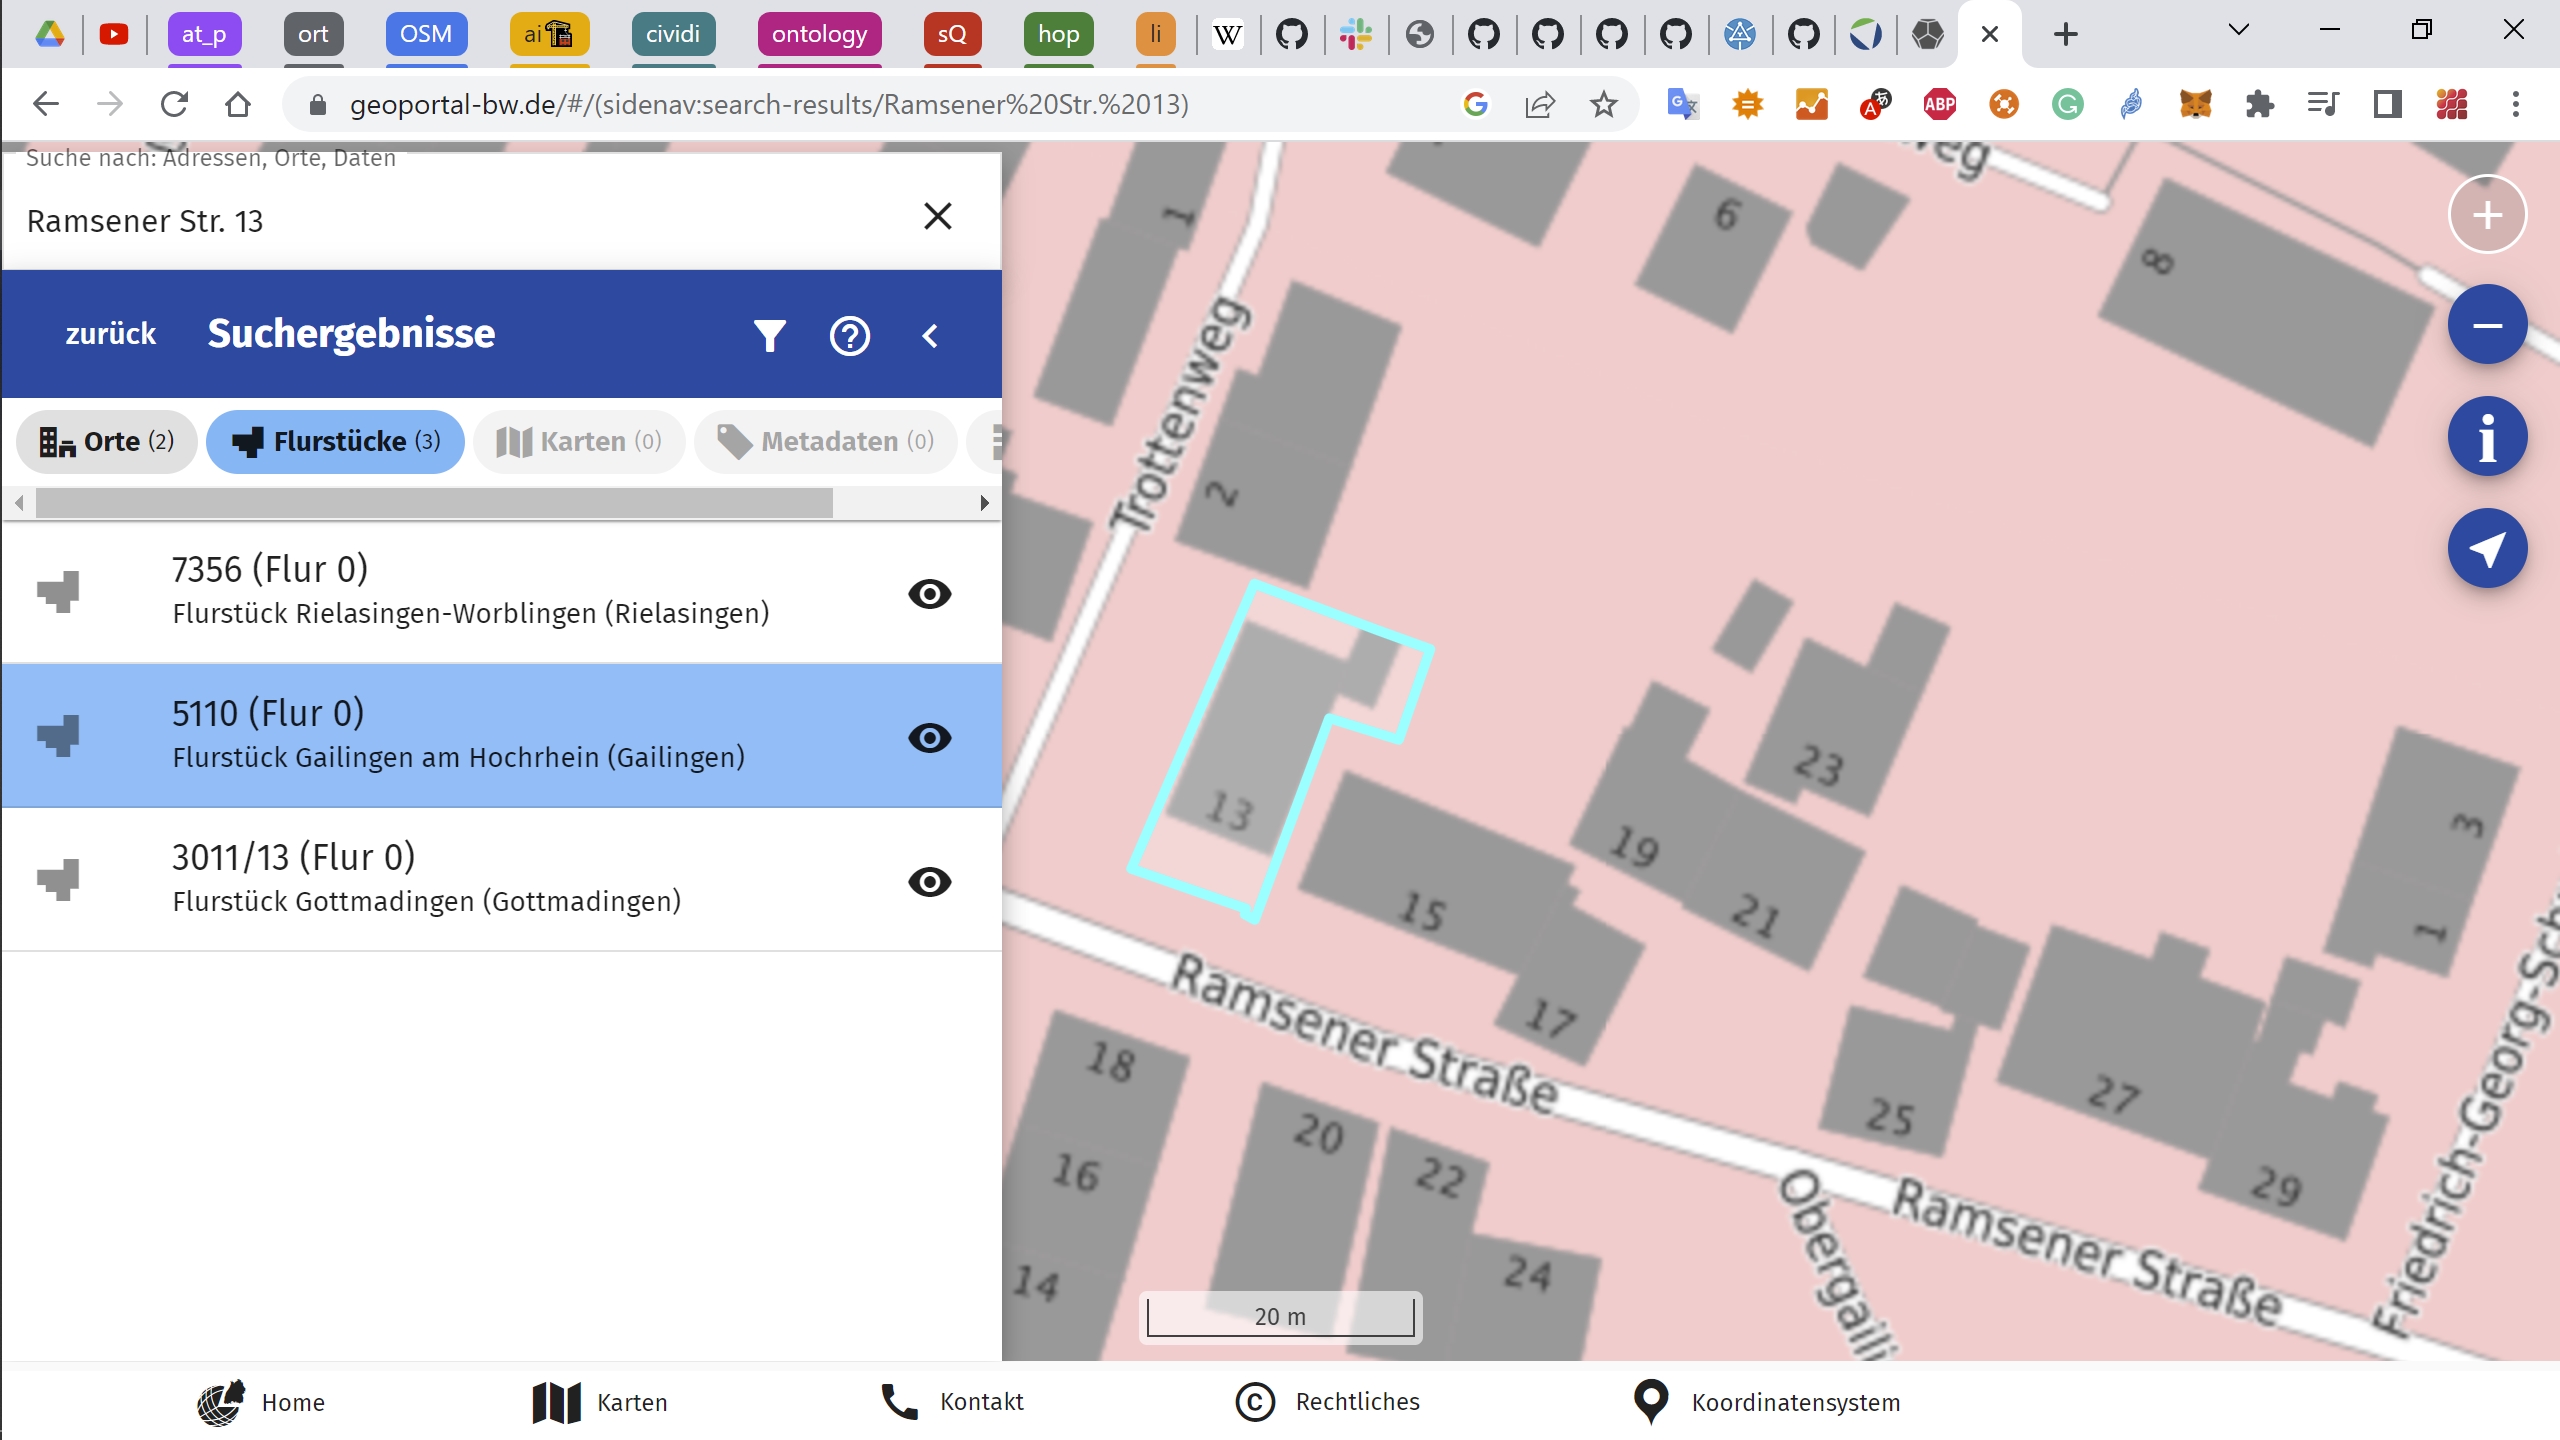 at_p
ort
OSM
ai
cividi
ontology
sQ
hop
li
W
geoportal-bw.de/#/(sidenav:search-results/Ramsener%20Str.%2013)
ABP
Suche nach: Adressen, Orte, Daten
Ramsener Str. 13
zurück
Suchergebnisse
Orte (2)
Flurstücke (3)
Karten (0)
Metadaten (0)
7356 (Flur 0)
Flurstück Rielasingen-Worblingen (Rielasingen)
5110 (Flur 0)
Flurstück Gailingen am Hochrhein (Gailingen)
3011/13 (Flur 0)
Flurstück Gottmadingen (Gottmadingen)
weg
1
6
8
Trottenweg
2
13
15
17
19
21
23
25
27
29
3
1
Ramsener Straße
Ramsener Straße
Obergaili
Friedrich-Georg-Sch
18
16
14
20
22
24
20 m
Home
Karten
Kontakt
Rechtliches
Koordinatensystem